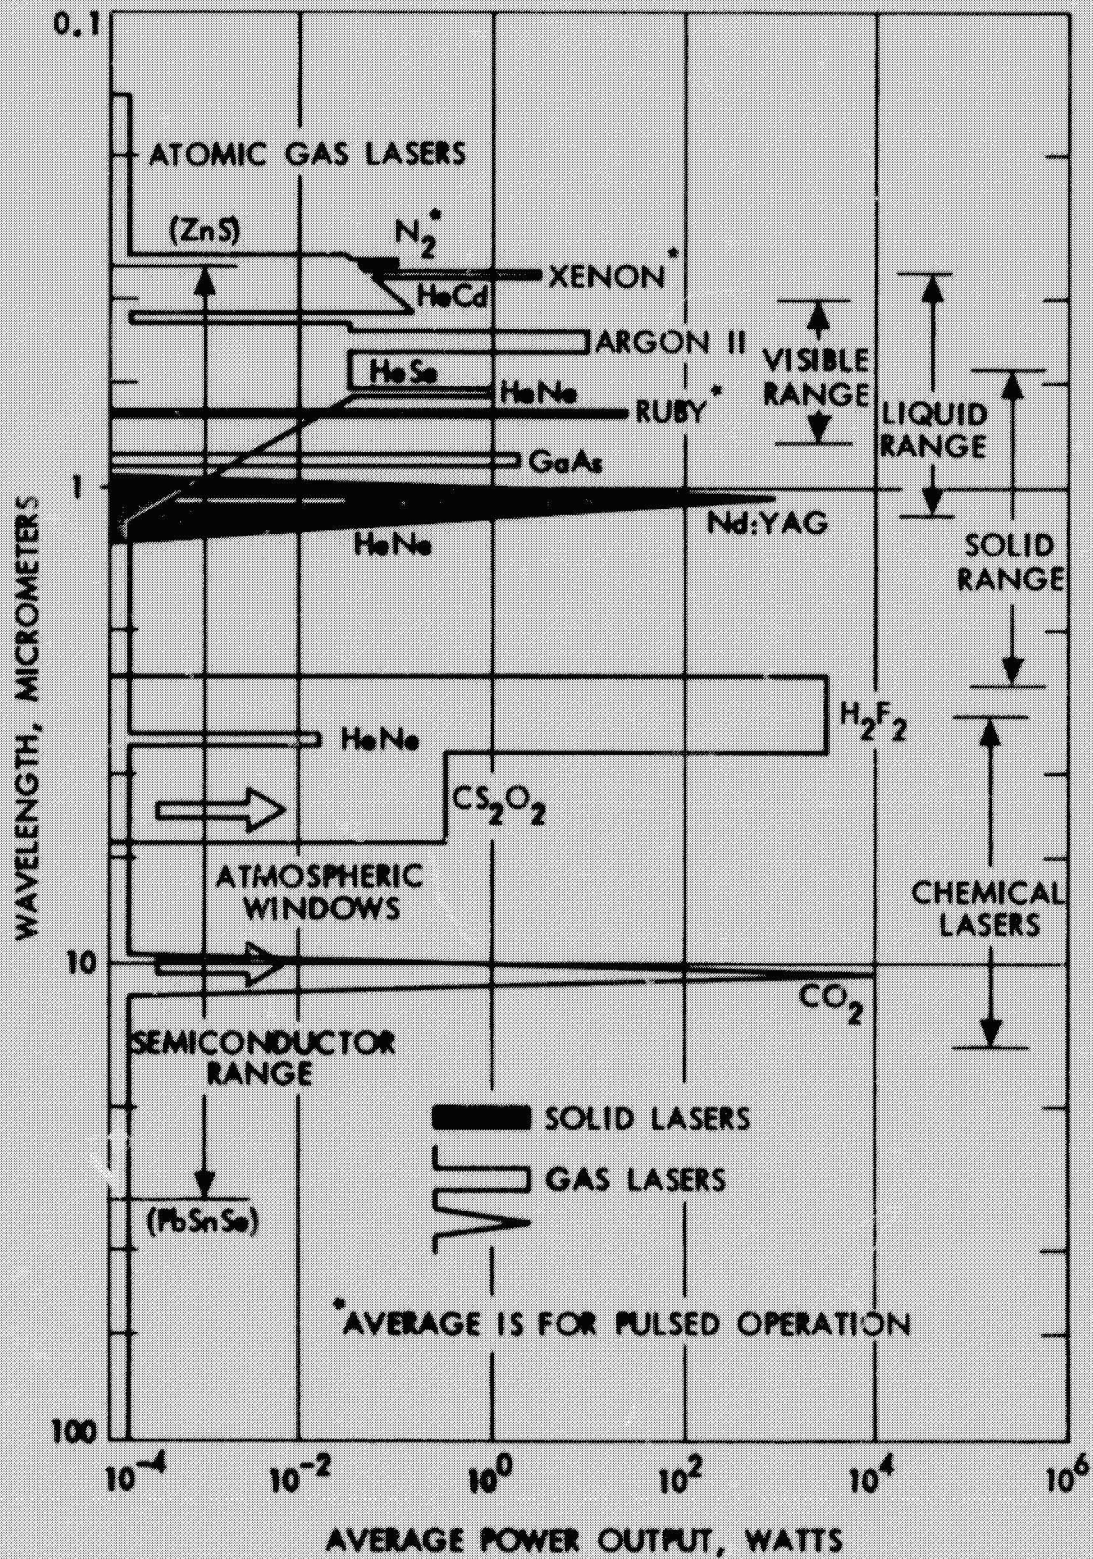 0.1
ATOMIC GAS LASERS
(ZnS)
N2*
XENON*
HeCd
ARGON II
VISIBLE
RANGE
HeSe
HeNe
RUBY*
LIQUID
RANGE
GaAs
1
Nd:YAG
HeNe
SOLID
RANGE
WAVELENGTH, MICROMETERS
H2F2
HeNe
CS2O2
ATMOSPHERIC
WINDOWS
CHEMICAL
LASERS
10
CO2
SEMICONDUCTOR
RANGE
SOLID LASERS
GAS LASERS
(PbSnSe)
*AVERAGE IS FOR PULSED OPERATION
100
10-4 10-2 100 102 104 106
AVERAGE POWER OUTPUT, WATTS